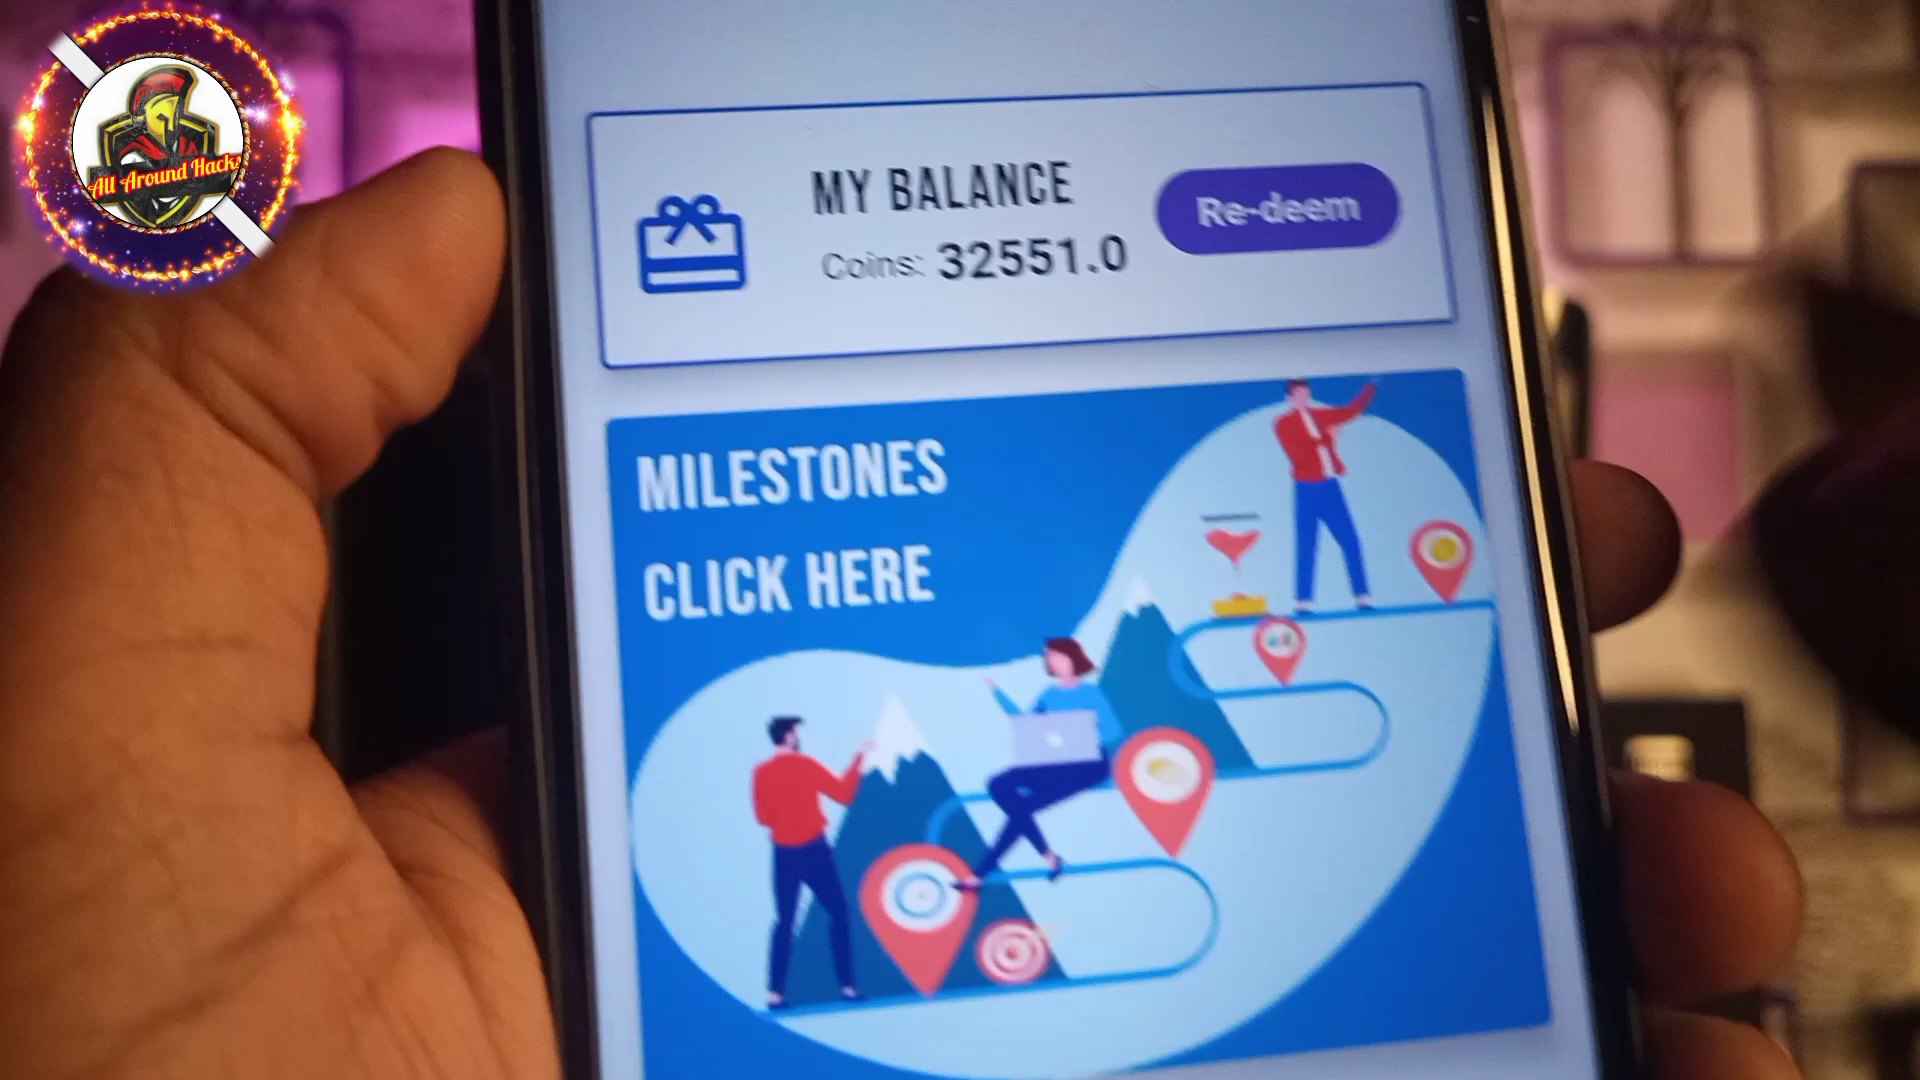 All Around Hacks
MY BALANCE
Coins: 32551.0
Re-deem
MILESTONES
CLICK HERE